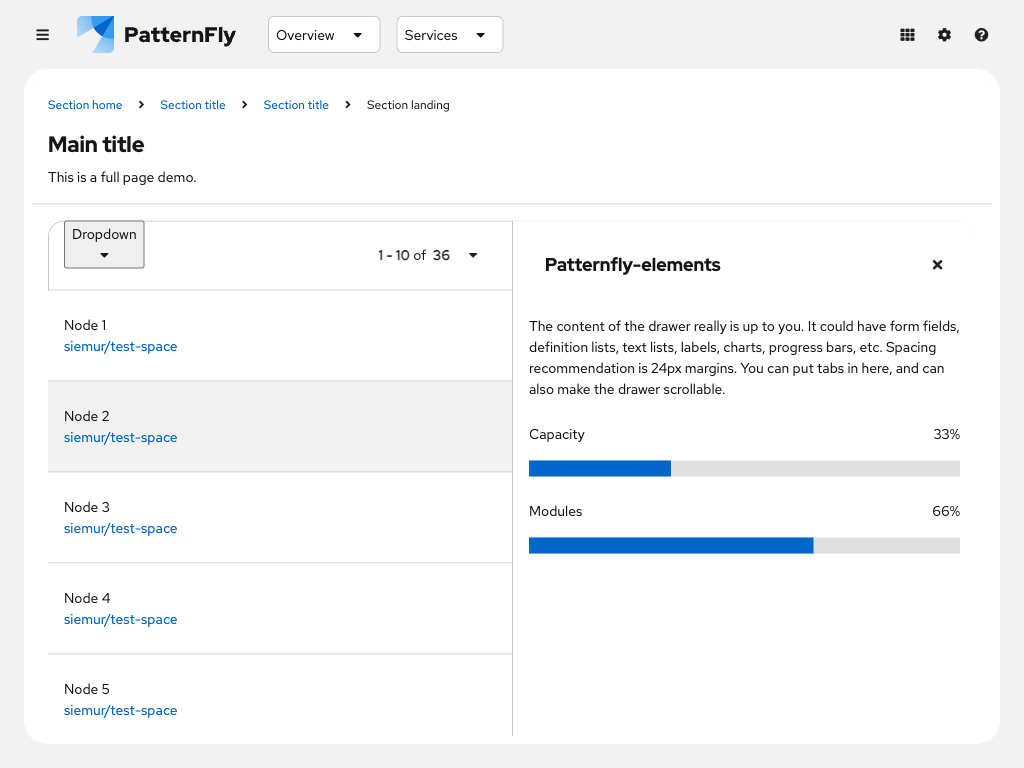 PatternFly
Overview
Services
Section home
Section title
Section title
Section landing
Main title
This is a full page demo.
Dropdown
1 - 10 of 36
Node 1
siemur/test-space
Node 2
siemur/test-space
Node 3
siemur/test-space
Node 4
siemur/test-space
Node 5
siemur/test-space
Patternfly-elements
The content of the drawer really is up to you. It could have form fields,
definition lists, text lists, labels, charts, progress bars, etc. Spacing
recommendation is 24px margins. You can put tabs in here, and can
also make the drawer scrollable.
Capacity 33%
Modules 66%